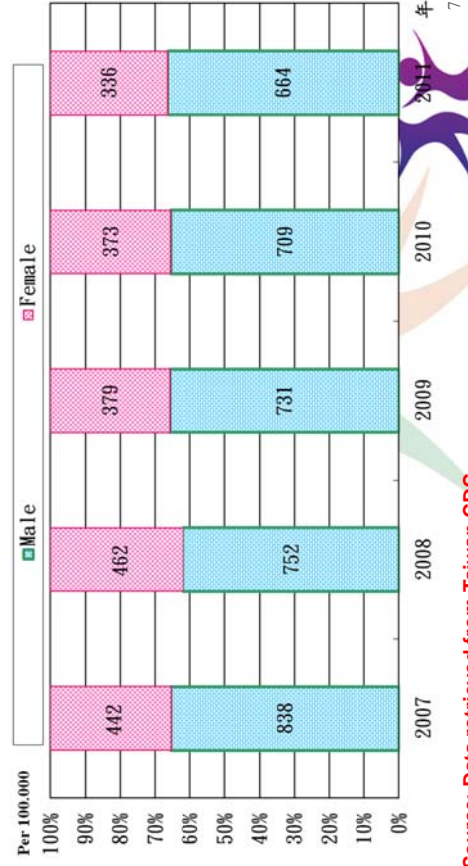 Per 100.000
Male Female
100%
90%
80%
70%
60%
50%
40%
30%
20%
10%
0%
442 462 379 373 336
838 752 731 709 664
2007 2008 2009 2010 2011 年
Source: Data retrieved from Taiwan CDC
7